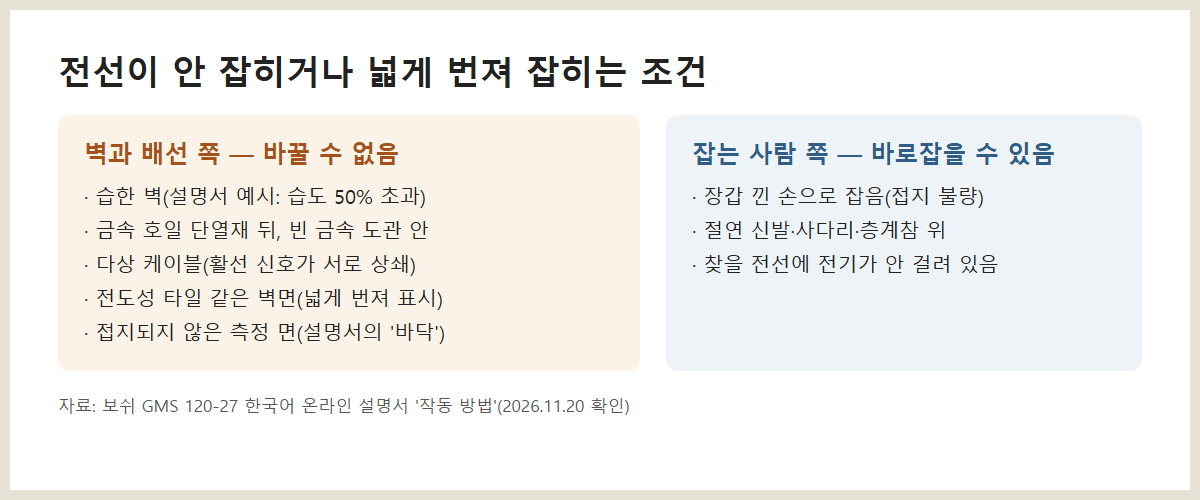 전선이 안 잡히거나 넓게 번져 잡히는 조건
벽과 배선 쪽 — 바꿀 수 없음
· 습한 벽(설명서 예시: 습도 50% 초과)
· 금속 호일 단열재 뒤, 빈 금속 도관 안
· 다상 케이블(활선 신호가 서로 상쇄)
· 전도성 타일 같은 벽면(넓게 번져 표시)
· 접지되지 않은 측정 면(설명서의 '바닥')
잡는 사람 쪽 — 바로잡을 수 있음
· 장갑 낀 손으로 잡음(접지 불량)
· 절연 신발·사다리·층계참 위
· 찾을 전선에 전기가 안 걸려 있음
자료: 보쉬 GMS 120-27 한국어 온라인 설명서 '작동 방법'(2026.11.20 확인)